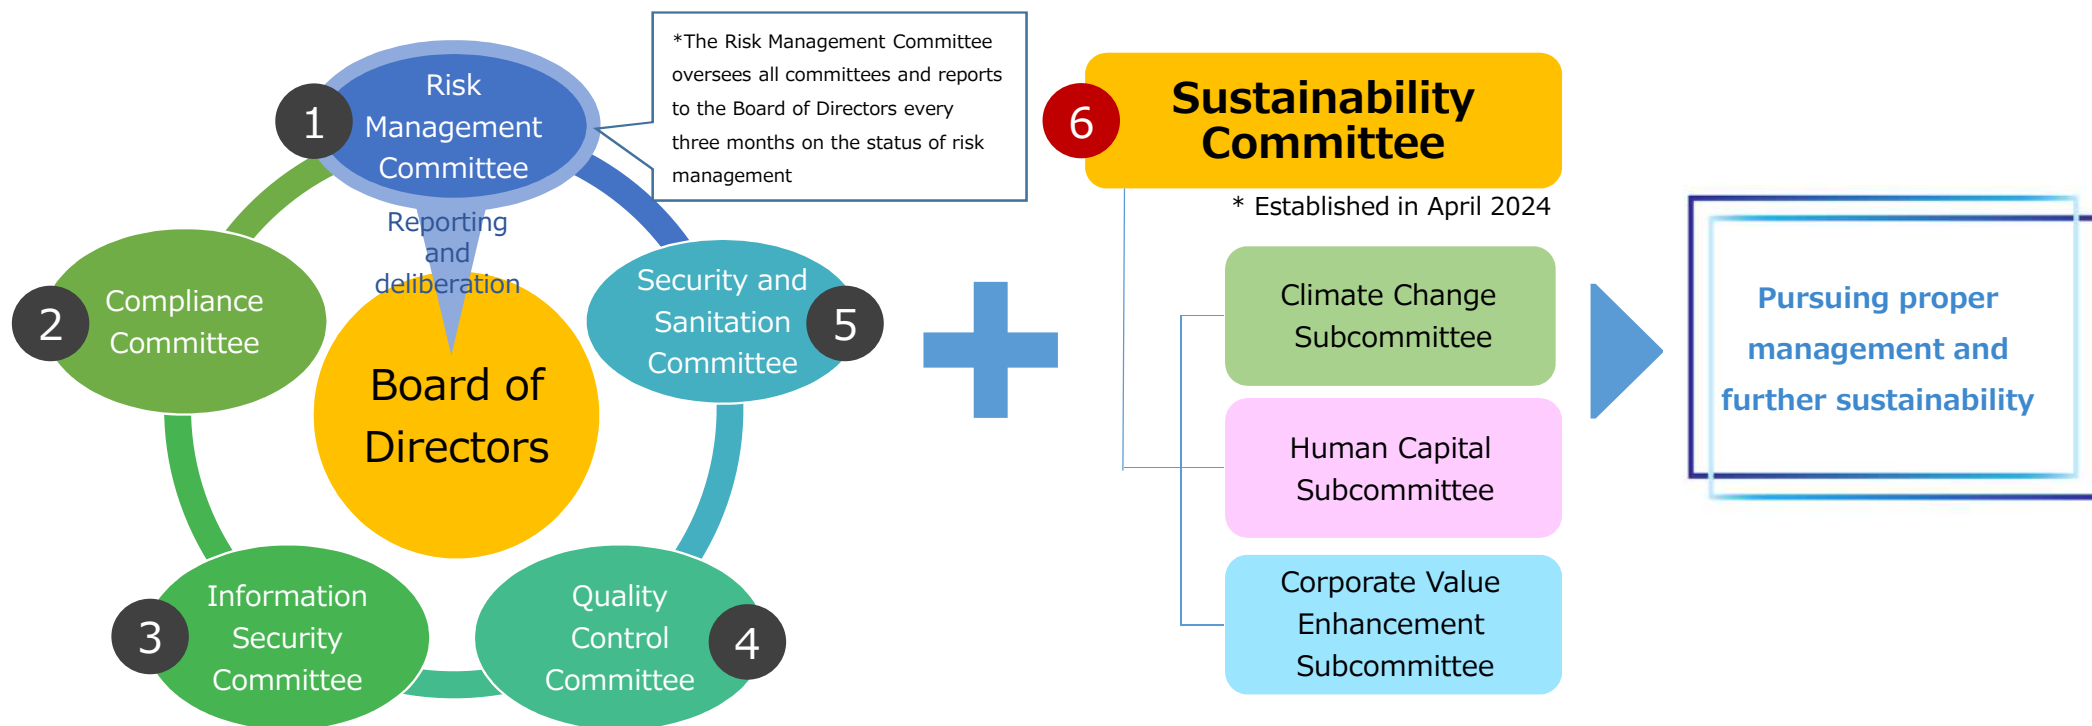 1
Risk
Management
Committee
*The Risk Management Committee
oversees all committees and reports
to the Board of Directors every
three months on the status of risk
management
Reporting
and
deliberation
Board of
Directors
2
Compliance
Committee
3
Information
Security
Committee
Quality
Control
Committee
4
Security and
Sanitation
Committee
5
6
Sustainability
Committee
* Established in April 2024
Climate Change
Subcommittee
Human Capital
Subcommittee
Corporate Value
Enhancement
Subcommittee
Pursuing proper
management and
further sustainability